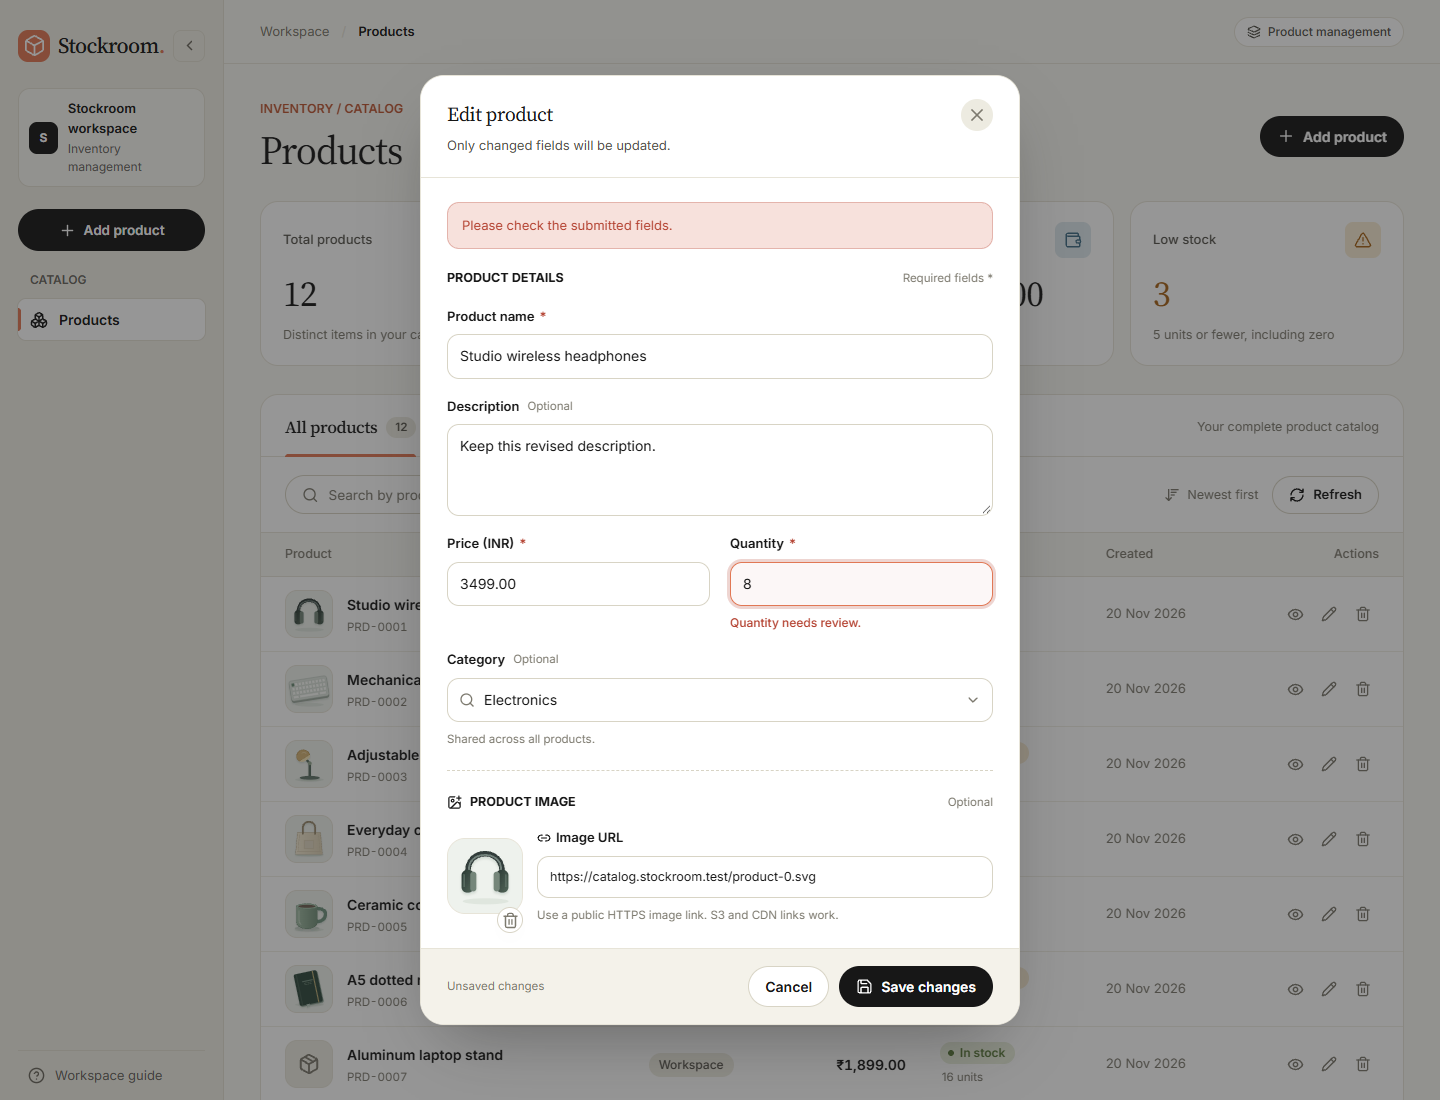 Stockroom.
Stockroom
workspace
Inventory
management
S
Add product
CATALOG
Products
Workspace guide
Workspace / Products
Product management
INVENTORY / CATALOG
Products
Add product
Total products
12
Distinct items in your
00
Low stock
3
5 units or fewer, including zero
All products 12
Your complete product catalog
Search by
Newest first
Refresh
Product
Created
Actions
Studio
PRD-0001
20 Nov 2026
PRD-0002
20 Nov 2026
Adjustable
PRD-0003
20 Nov 2026
Everyday
PRD-0004
20 Nov 2026
Ceramic
PRD-0005
20 Nov 2026
A5 dotted
PRD-0006
20 Nov 2026
Aluminum laptop stand
PRD-0007
Workspace
₹1,899.00
In stock
16 units
20 Nov 2026
Edit product
Only changed fields will be updated.
Please check the submitted fields.
PRODUCT DETAILS
Required fields *
Product name *
Studio wireless headphones
Description Optional
Keep this revised description.
Price (INR) *
3499.00
Quantity *
8
Quantity needs review.
Category Optional
Electronics
Shared across all products.
PRODUCT IMAGE
Optional
Image URL
https://catalog.stockroom.test/product-0.svg
Use a public HTTPS image link. S3 and CDN links work.
Unsaved changes
Cancel
Save changes